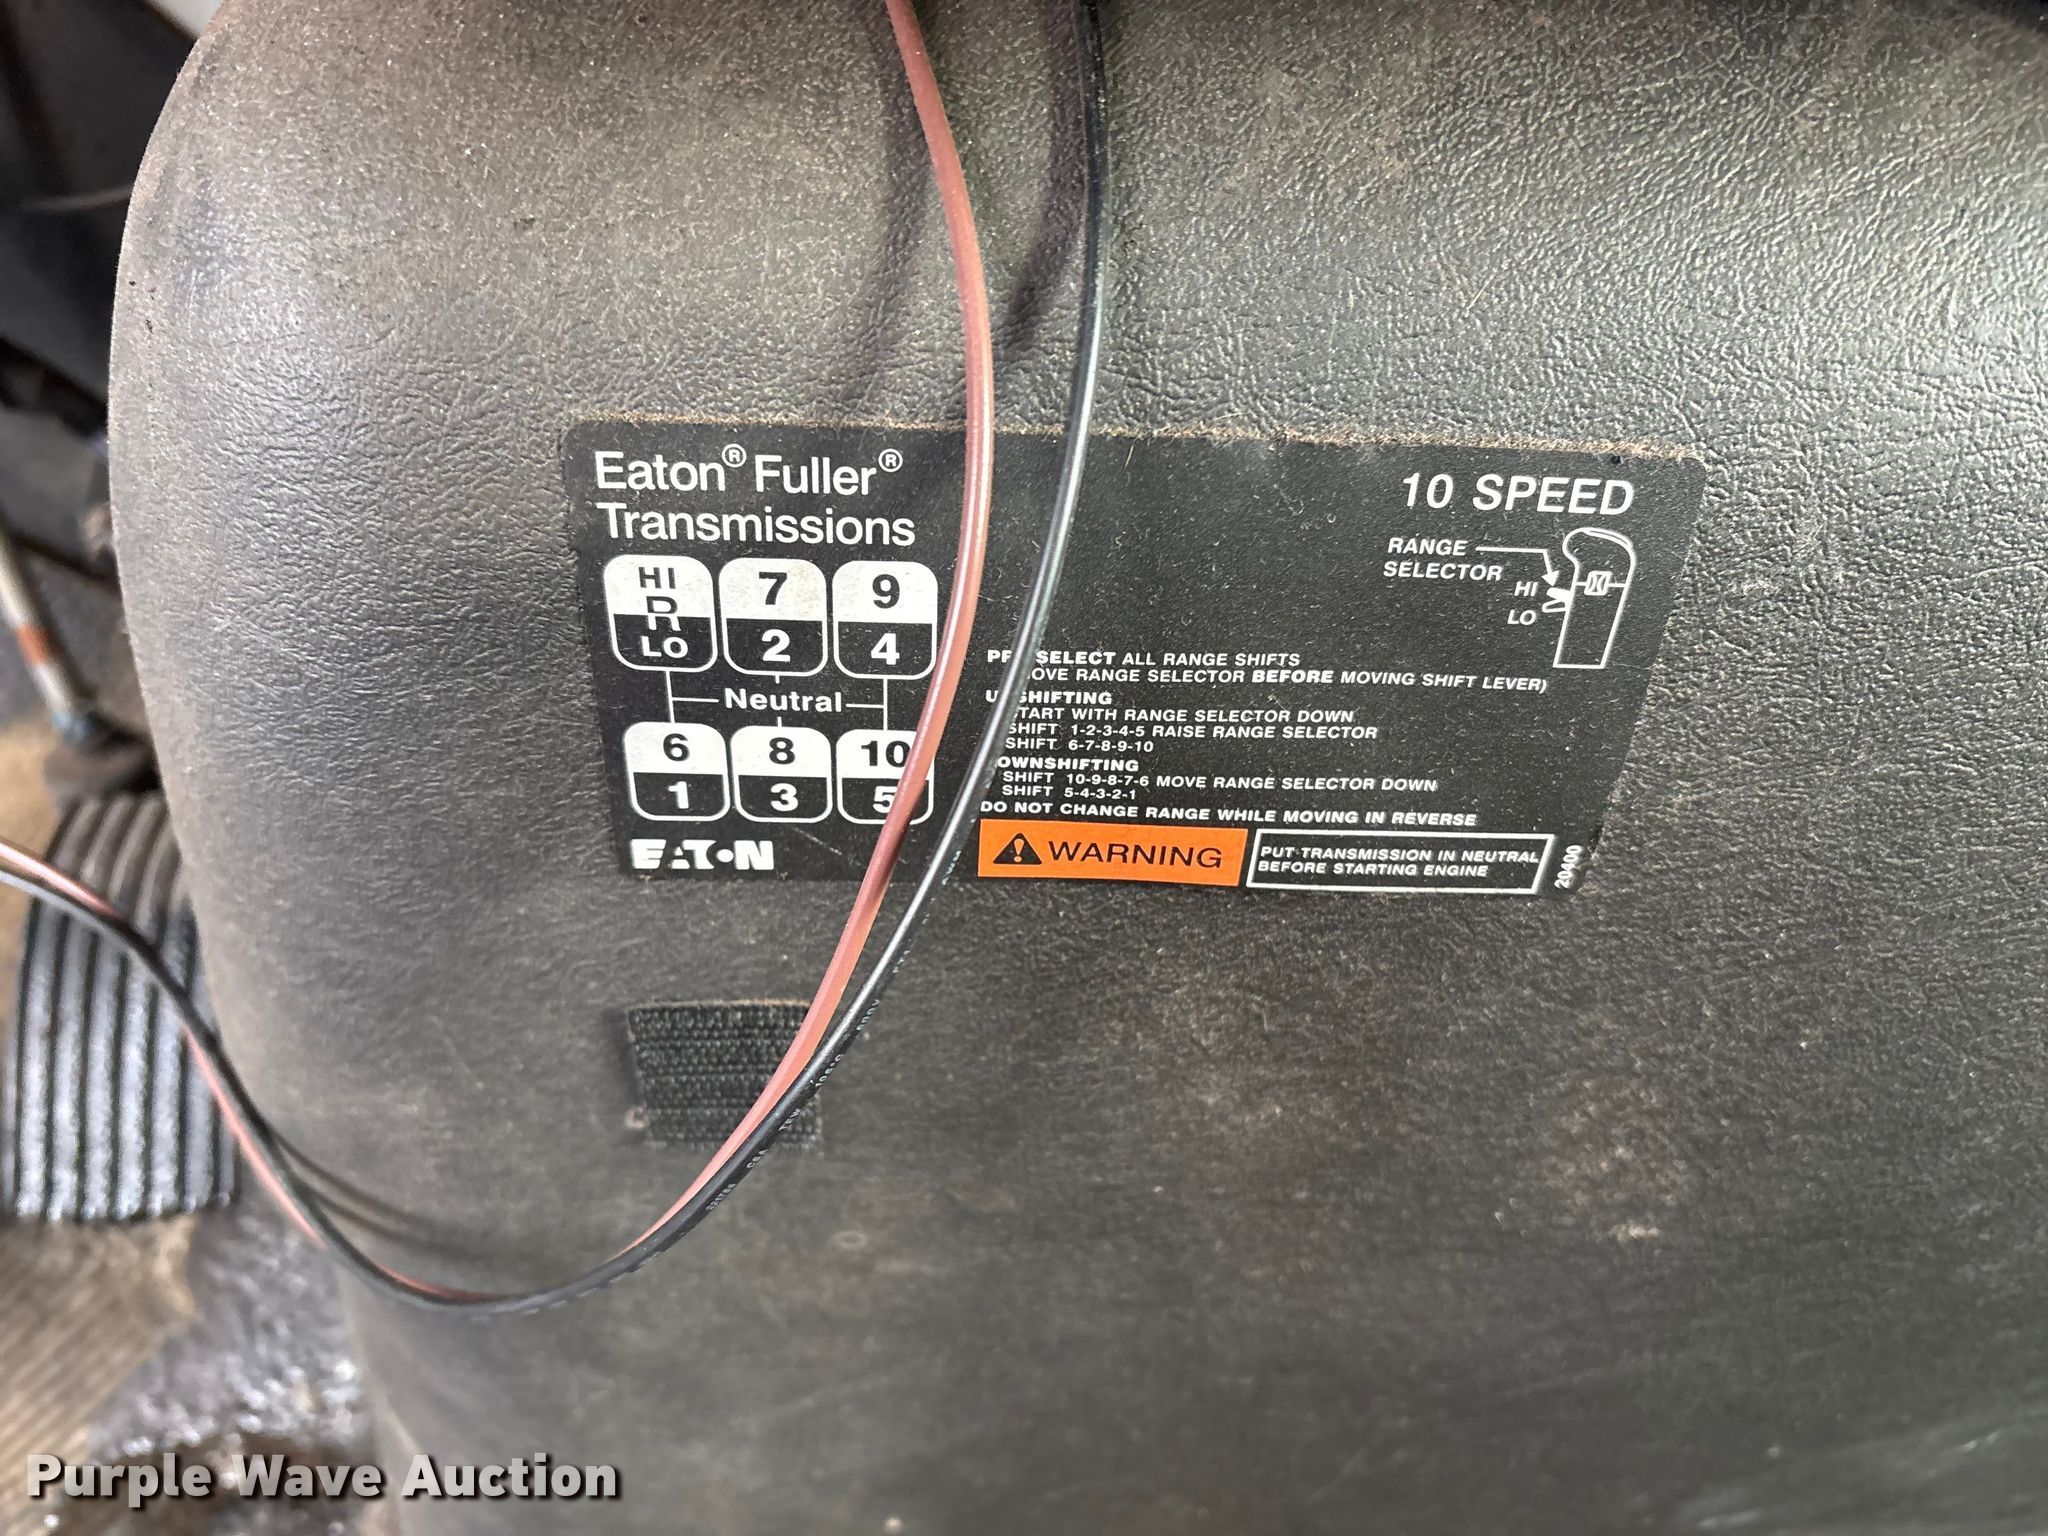 Eaton® Fuller®
Transmissions
10 SPEED
RANGE
SELECTOR
HI
LO
HI 7 9
R
LO 2 4
Neutral
6 8 10
1 3 5
EATON
SELECT ALL RANGE SHIFTS
RANGE SELECTOR BEFORE MOVING SHIFT LEVER)
SHIFTING
START WITH RANGE SELECTOR DOWN
SHIFT 1-2-3-4-5 RAISE RANGE SELECTOR
SHIFT 6-7-8-9-10
DOWNSHIFTING
SHIFT 10-9-8-7-6 MOVE RANGE SELECTOR DOWN
SHIFT 5-4-3-2-1
DO NOT CHANGE RANGE WHILE MOVING IN REVERSE
WARNING
PUT TRANSMISSION IN NEUTRAL
BEFORE STARTING ENGINE
20400
Purple Wave Auction